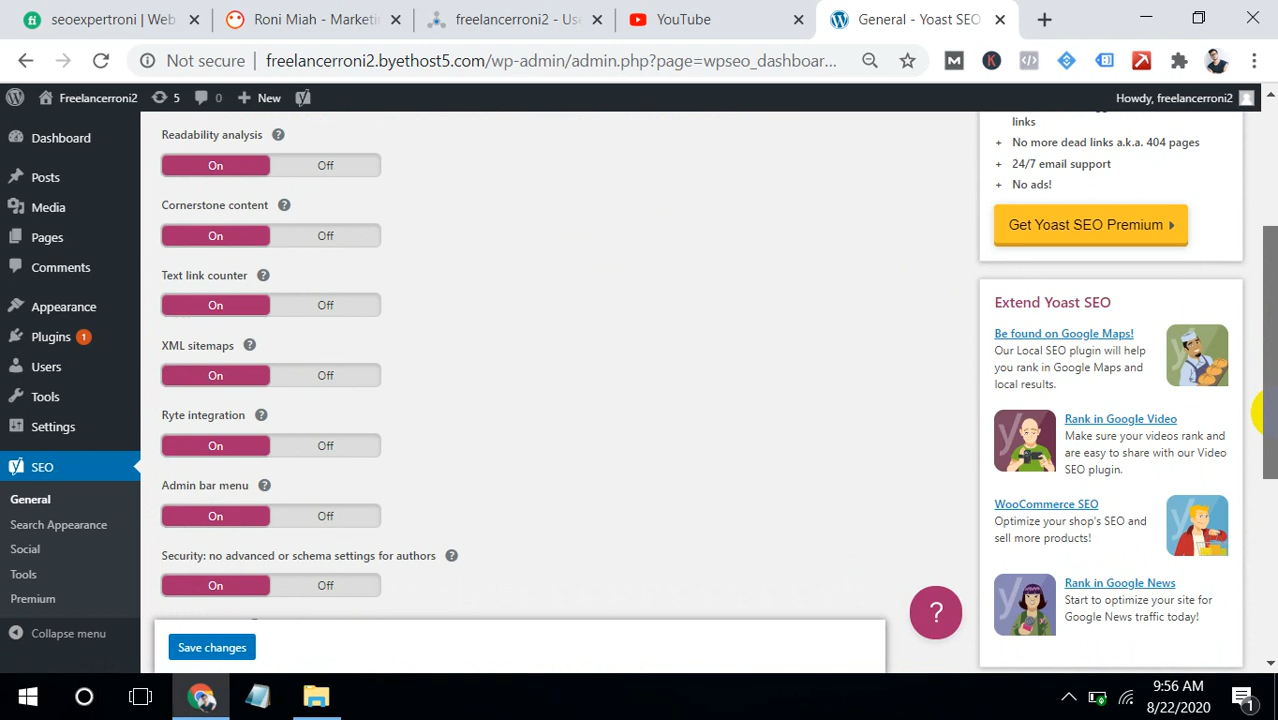 seoexpertroni | Web
Roni Miah - Marketi
freelancerroni2 - Us
YouTube
General - Yoast SEO
Not secure
freelancerroni2.byethost5.com/wp-admin/admin.php?page=wpseo_dashboar...
Freelancerroni2
5
0
New
Howdy, freelancerroni2
Dashboard
Posts
Media
Pages
Comments
Appearance
Plugins 1
Users
Tools
Settings
SEO
General
Search Appearance
Social
Tools
Premium
Collapse menu
Readability analysis ?
On Off
Cornerstone content ?
On Off
Text link counter ?
On Off
XML sitemaps ?
On Off
Ryte integration ?
On Off
Admin bar menu ?
On Off
Security: no advanced or schema settings for authors ?
On Off
Save changes
?
links
+ No more dead links a.k.a. 404 pages
+ 24/7 email support
+ No ads!
Get Yoast SEO Premium
Extend Yoast SEO
Be found on Google Maps!
Our Local SEO plugin will help
you rank in Google Maps and
local results.
Rank in Google Video
Make sure your videos rank and
are easy to share with our Video
SEO plugin.
WooCommerce SEO
Optimize your shop's SEO and
sell more products!
Rank in Google News
Start to optimize your site for
Google News traffic today!
9:56 AM
8/22/2020
1